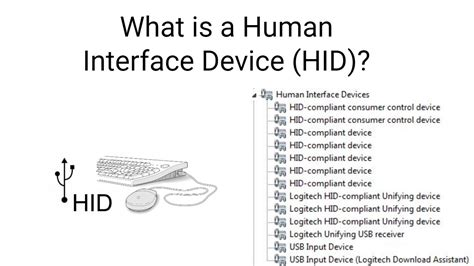 What is a Human
Interface Device (HID)?
Human Interface Devices
HID-compliant consumer control device
HID-compliant consumer control device
HID-compliant device
HID-compliant device
HID-compliant device
HID-compliant device
HID-compliant device
Logitech HID-compliant Unifying device
Logitech HID-compliant Unifying device
Logitech HID-compliant Unifying device
Logitech Unifying USB receiver
USB Input Device
USB Input Device (Logitech Download Assistant)
HID